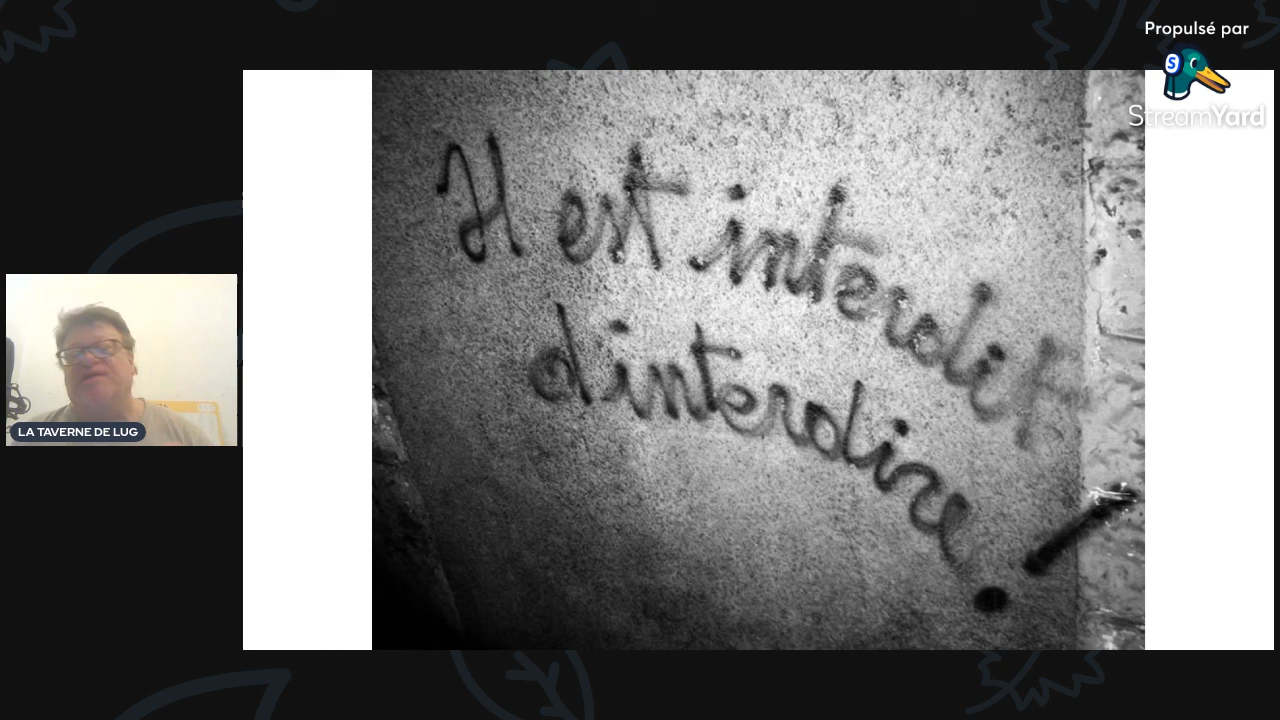 Propulsé par
StreamYard
Il est interdit
d'interdire !
LA TAVERNE DE LUG